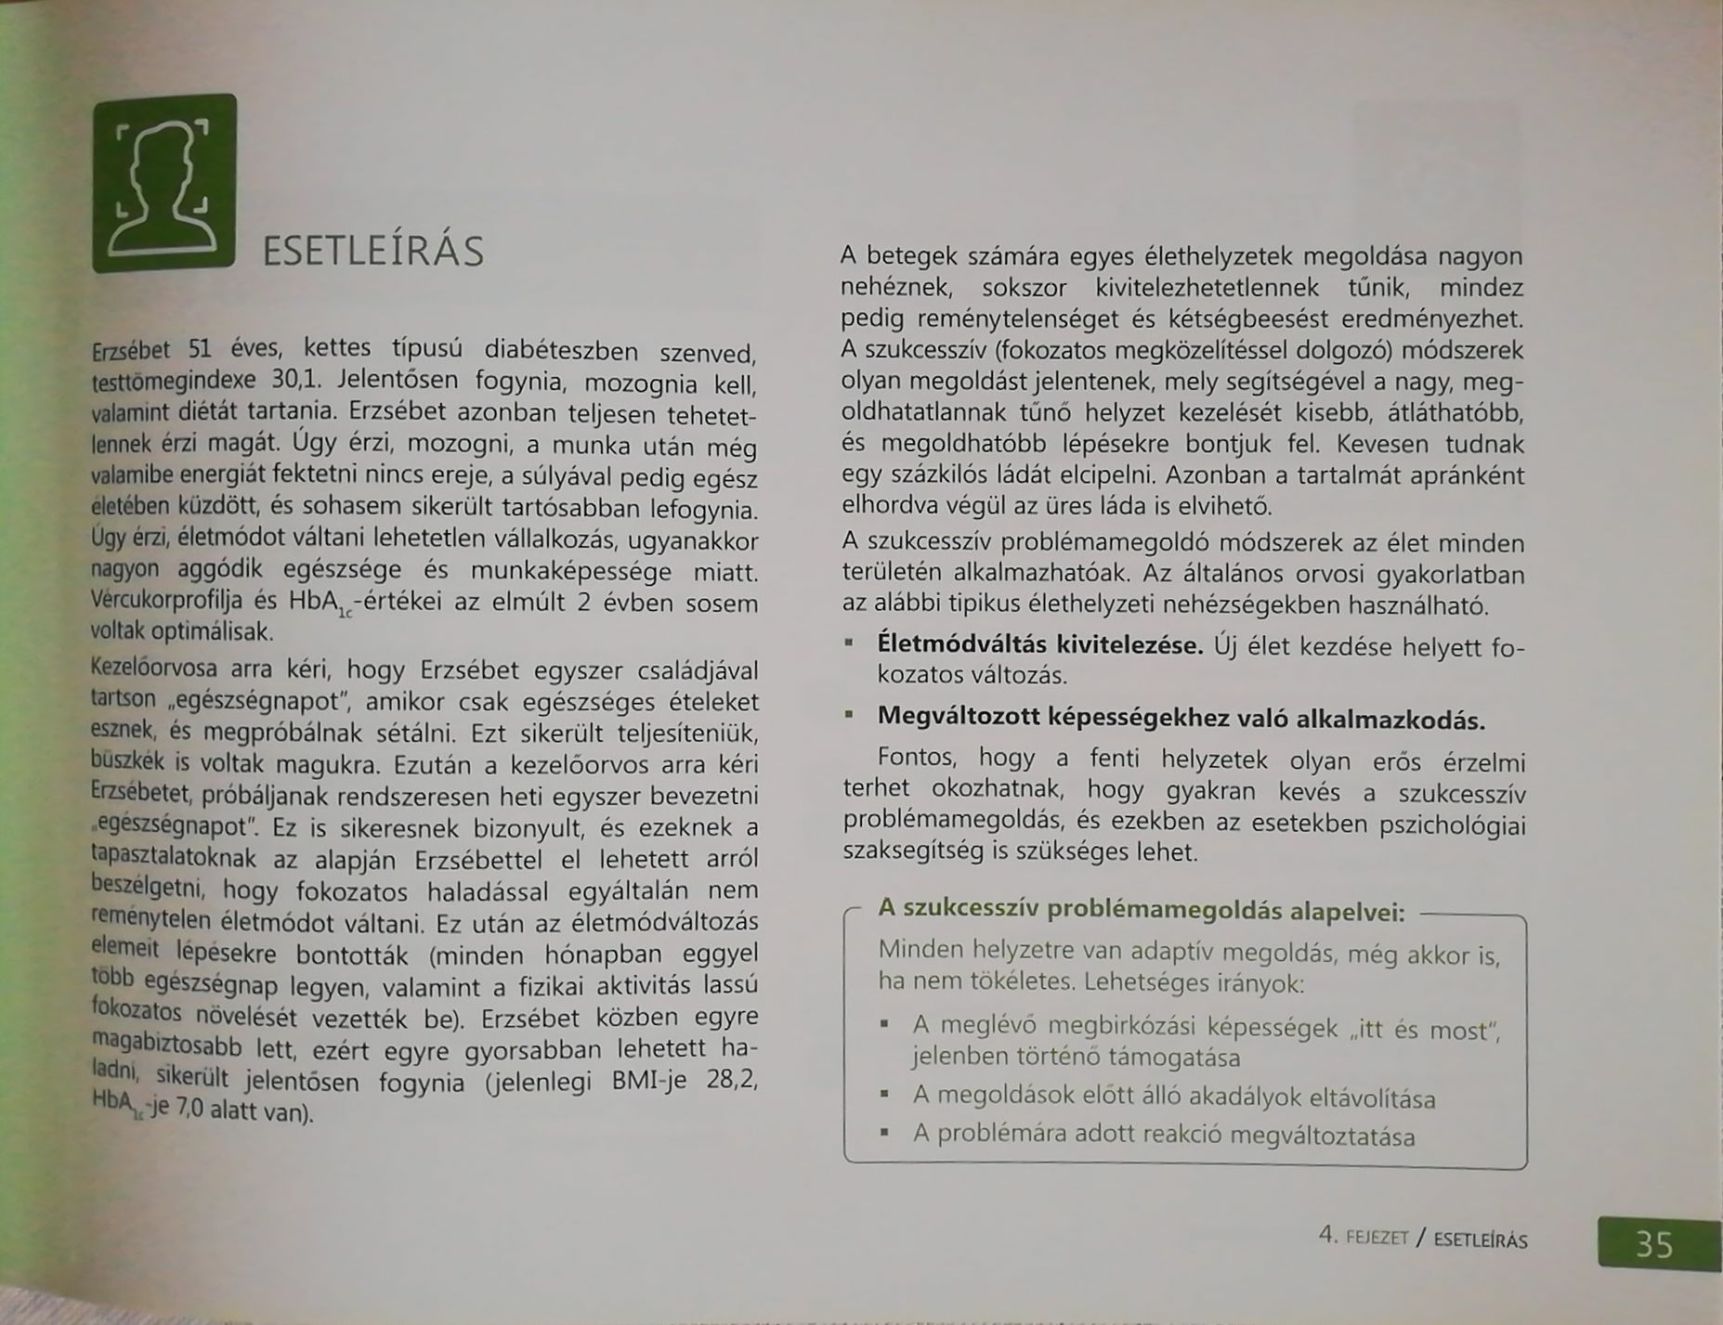 ESETLEÍRÁS
Erzsébet 51 éves, kettes típusú diabéteszben szenved,
testtömegindexe 30,1. Jelentősen fogynia, mozognia kell,
valamint diétát tartania. Erzsébet azonban teljesen tehetet-
lennek érzi magát. Úgy érzi, mozogni, a munka után még
valamibe energiát fektetni nincs ereje, a súlyával pedig egész
életében küzdött, és sohasem sikerült tartósabban lefogynia.
Úgy érzi, életmódot váltani lehetetlen vállalkozás, ugyanakkor
nagyon aggódik egészsége és munkaképessége miatt.
Vércukorprofilja és HbA1c-értékei az elmúlt 2 évben sosem
voltak optimálisak.
Kezelőorvosa arra kéri, hogy Erzsébet egyszer családjával
tartson „egészségnapot”, amikor csak egészséges ételeket
esznek, és megpróbálnak sétálni. Ezt sikerült teljesíteniük,
büszkék is voltak magukra. Ezután a kezelőorvos arra kéri
Erzsébetet, próbáljanak rendszeresen heti egyszer bevezetni
„egészségnapot”. Ez is sikeresnek bizonyult, és ezeknek a
tapasztalatoknak az alapján Erzsébettel el lehetett arról
beszélgetni, hogy fokozatos haladással egyáltalán nem
reménytelen életmódot váltani. Ez után az életmódváltozás
elemeit lépésekre bontották (minden hónapban eggyel
több egészségnap legyen, valamint a fizikai aktivitás lassú
fokozatos növelését vezették be). Erzsébet közben egyre
magabiztosabb lett, ezért egyre gyorsabban lehetett ha-
ladni, sikerült jelentősen fogynia (jelenlegi BMI-je 28,2,
HbA1c-je 7,0 alatt van).
A betegek számára egyes élethelyzetek megoldása nagyon
nehéznek, sokszor kivitelezhetetlennek tűnik, mindez
pedig reménytelenséget és kétségbeesést eredményezhet.
A szukcesszív (fokozatos megközelítéssel dolgozó) módszerek
olyan megoldást jelentenek, mely segítségével a nagy, meg-
oldhatatlannak tűnő helyzet kezelését kisebb, átláthatóbb,
és megoldhatóbb lépésekre bontjuk fel. Kevesen tudnak
egy százkilós ládát elcipelni. Azonban a tartalmát apránként
elhordva végül az üres láda is elvihető.
A szukcesszív problémamegoldó módszerek az élet minden
területén alkalmazhatóak. Az általános orvosi gyakorlatban
az alábbi tipikus élethelyzeti nehézségekben használható.
▪ Életmódváltás kivitelezése. Új élet kezdése helyett fo-
kozatos változás.
▪ Megváltozott képességekhez való alkalmazkodás.
Fontos, hogy a fenti helyzetek olyan erős érzelmi
terhet okozhatnak, hogy gyakran kevés a szukcesszív
problémamegoldás, és ezekben az esetekben pszichológiai
szaksegítség is szükséges lehet.
A szukcesszív problémamegoldás alapelvei:
Minden helyzetre van adaptív megoldás, még akkor is,
ha nem tökéletes. Lehetséges irányok:
▪ A meglévő megbirkózási képességek „itt és most”,
jelenben történő támogatása
▪ A megoldások előtt álló akadályok eltávolítása
▪ A problémára adott reakció megváltoztatása
4. FEJEZET / ESETLEÍRÁS
35